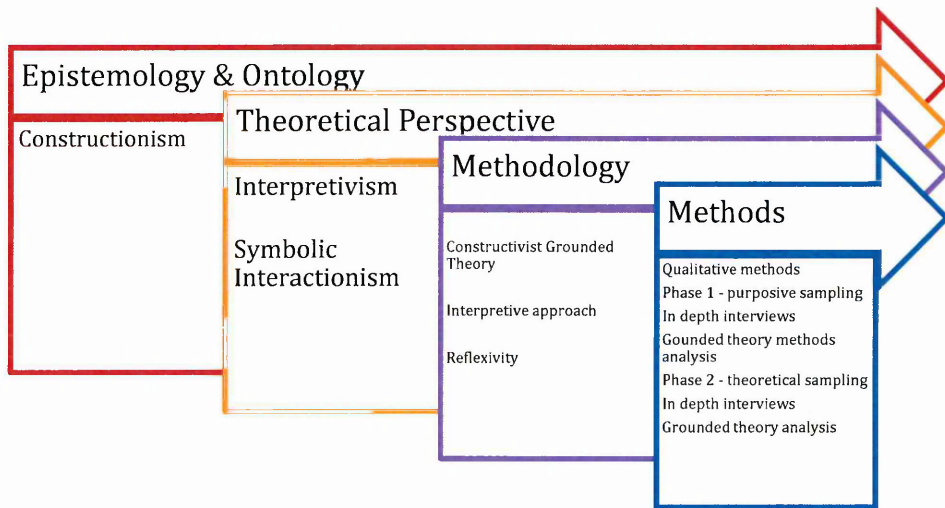 Epistemology & Ontology
Constructionism
Theoretical Perspective
Interpretivism
Symbolic
Interactionism
Methodology
Constructivist Grounded
Theory
Interpretive approach
Reflexivity
Methods
Qualitative methods
Phase 1 - purposive sampling
In depth interviews
Gounded theory methods
analysis
Phase 2 - theoretical sampling
In depth interviews
Grounded theory analysis